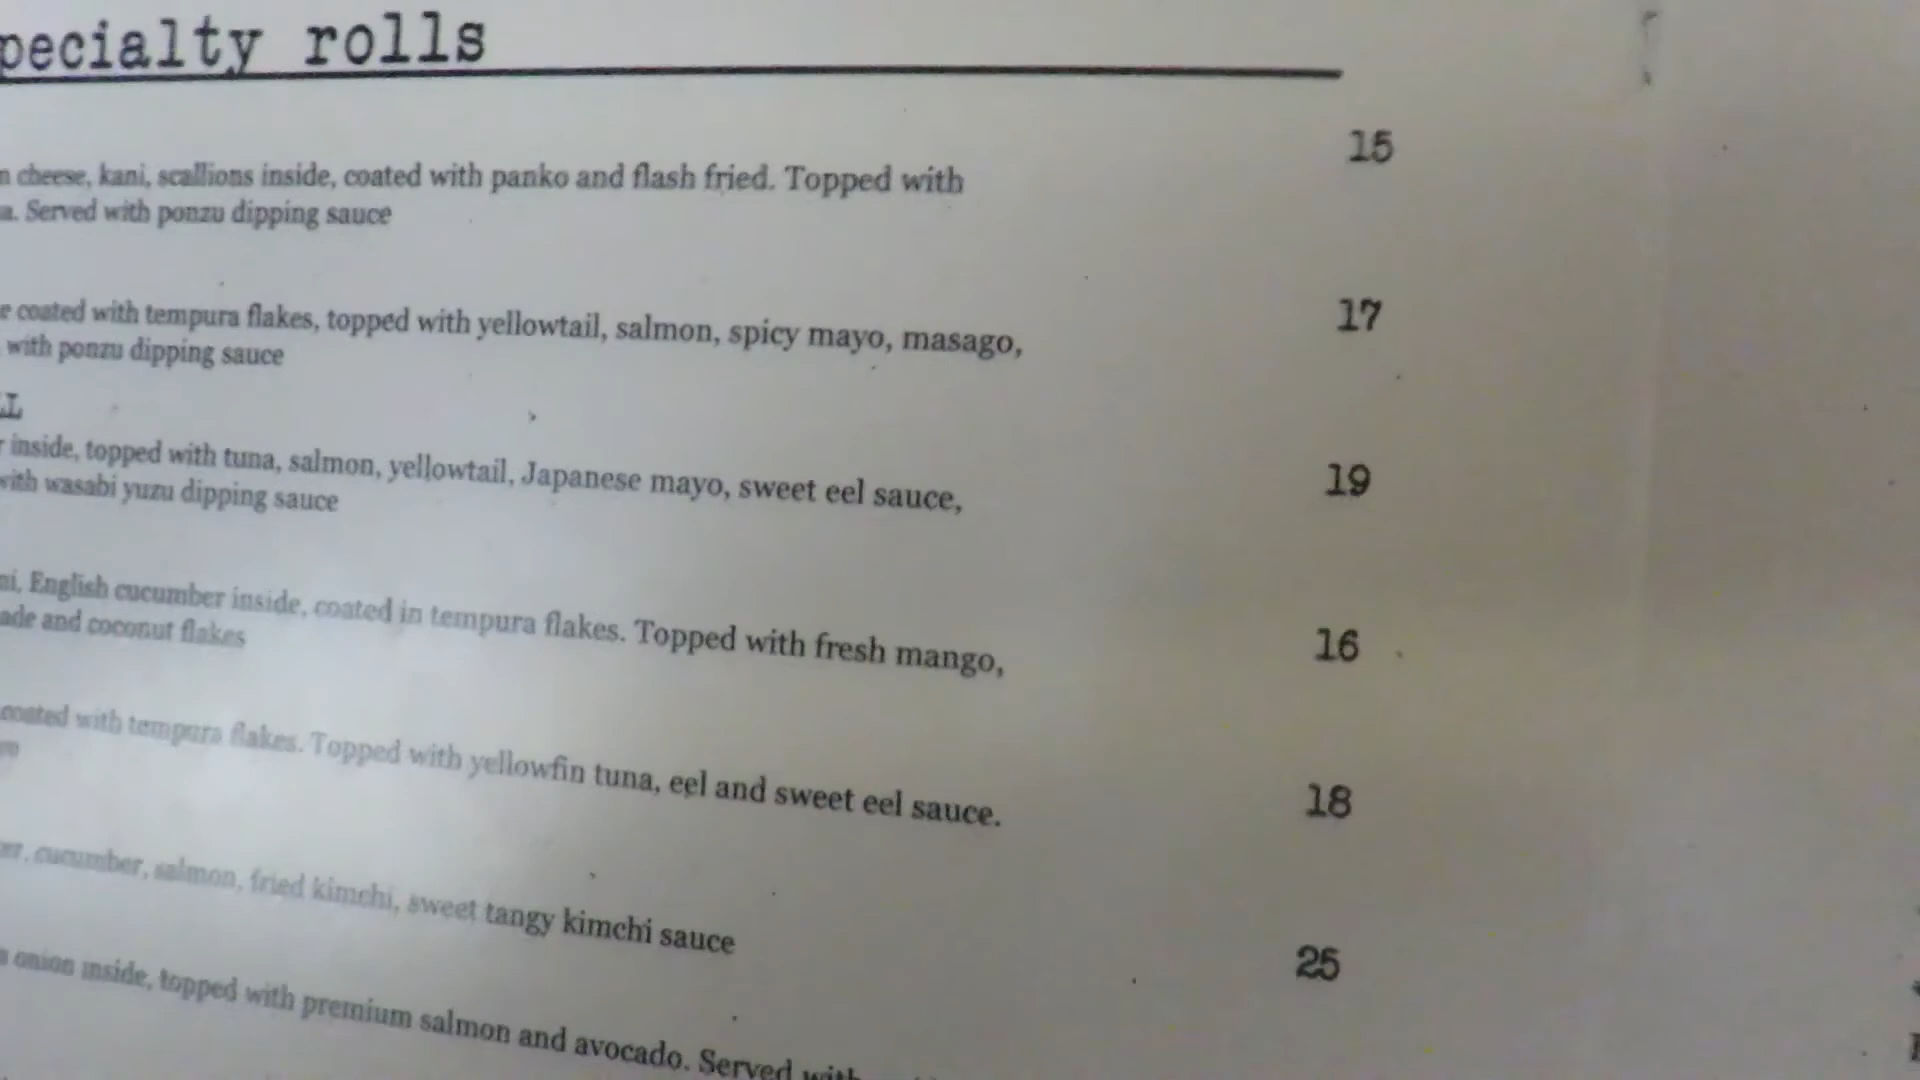 pecialty rolls
15
n cheese, kani, scallions inside, coated with panko and flash fried. Topped with
a. Served with ponzu dipping sauce
17
e coated with tempura flakes, topped with yellowtail, salmon, spicy mayo, masago,
with ponzu dipping sauce
LL
r inside, topped with tuna, salmon, yellowtail, Japanese mayo, sweet eel sauce,
with wasabi yuzu dipping sauce
19
ni, English cucumber inside, coated in tempura flakes. Topped with fresh mango,
ade and coconut flakes
16
coated with tempura flakes. Topped with yellowfin tuna, eel and sweet eel sauce.
yo
18
er, cucumber, salmon, fried kimchi, sweet tangy kimchi sauce
25
onion inside, topped with premium salmon and avocado. Served with